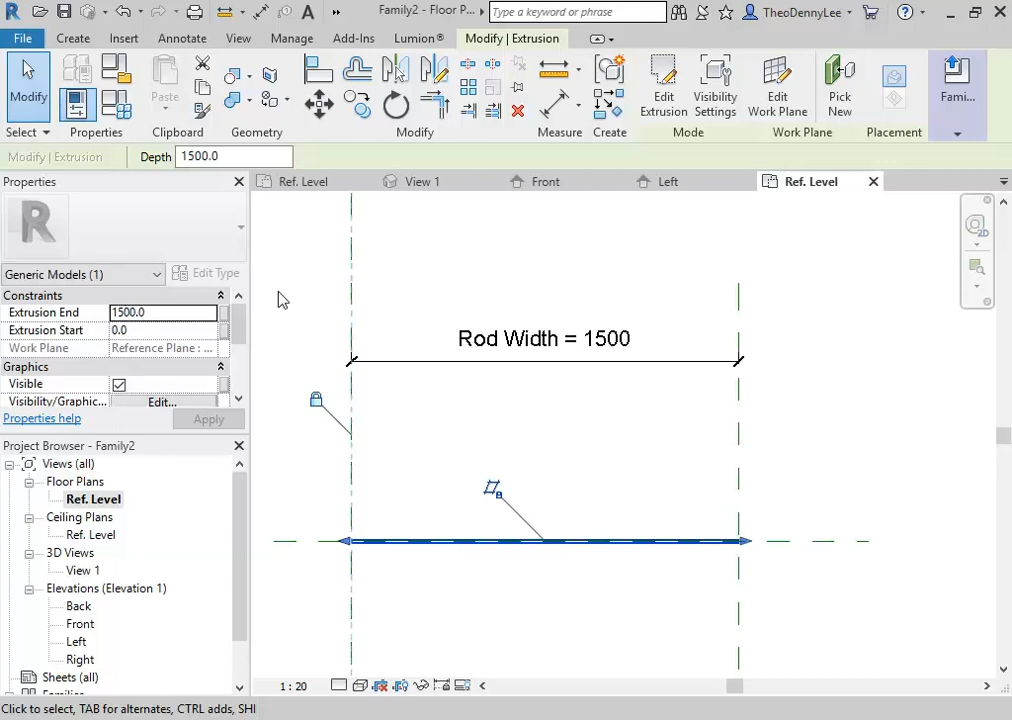 Family2 - Floor P...
Type a keyword or phrase
TheoDennyLee
File
Create
Insert
Annotate
View
Manage
Add-Ins
Lumion®
Modify | Extrusion
Modify
Paste
Edit
Extrusion
Visibility
Settings
Edit
Work Plane
Pick
New
Fami...
Select
Properties
Clipboard
Geometry
Modify
Measure
Create
Mode
Work Plane
Placement
Modify | Extrusion
Depth
1500.0
Properties
Ref. Level
View 1
Front
Left
Ref. Level
Generic Models (1)
Edit Type
Constraints
Extrusion End
1500.0
Extrusion Start
0.0
Work Plane
Reference Plane : ...
Graphics
Visible
Visibility/Graphic...
Edit...
Properties help
Apply
Rod Width = 1500
2D
Project Browser - Family2
Views (all)
Floor Plans
Ref. Level
Ceiling Plans
Ref. Level
3D Views
View 1
Elevations (Elevation 1)
Back
Front
Left
Right
Sheets (all)
Families
1 : 20
Click to select, TAB for alternates, CTRL adds, SHI